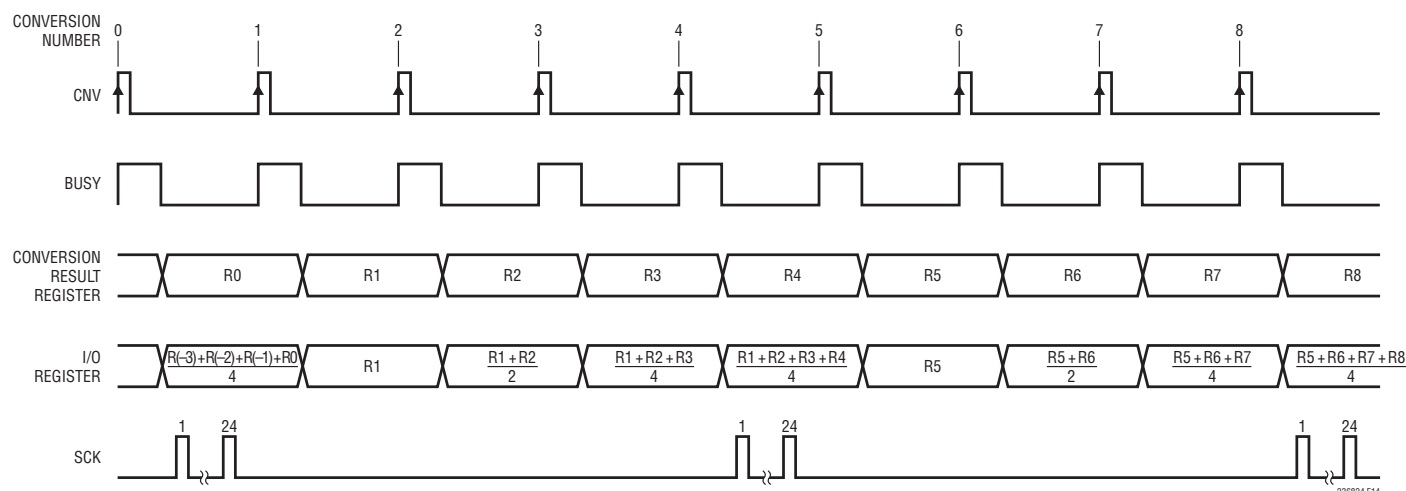 CONVERSION
NUMBER
0 1 2 3 4 5 6 7 8
CNV
BUSY
CONVERSION
RESULT
REGISTER
R0 R1 R2 R3 R4 R5 R6 R7 R8
I/O
REGISTER
R(–3)+R(–2)+R(–1)+R0
4
R1
R1 + R2
2
R1 + R2 + R3
4
R1 + R2 + R3 + R4
4
R5
R5 + R6
2
R5 + R6 + R7
4
R5 + R6 + R7 + R8
4
SCK
1 24 1 24 1 24